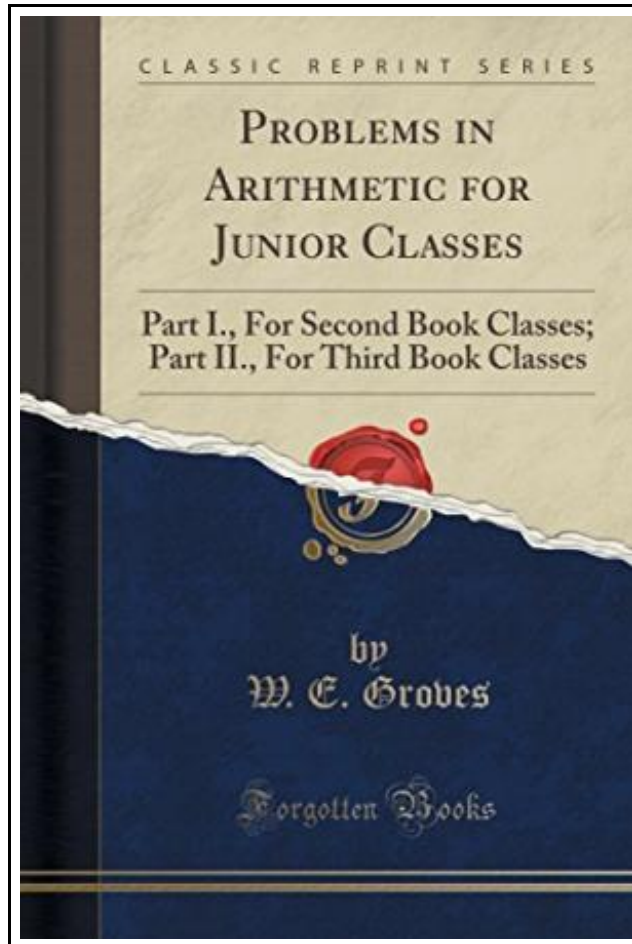 CLASSIC REPRINT SERIES
PROBLEMS IN
ARITHMETIC FOR
JUNIOR CLASSES
Part I., For Second Book Classes;
Part II., For Third Book Classes
by
W. E. Groves
Forgotten Books